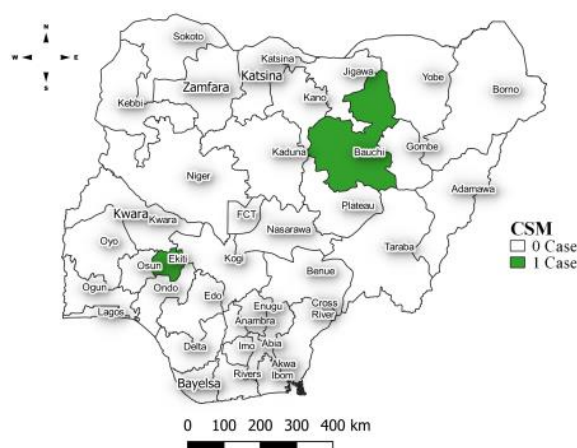 N
W E
S
Sokoto
Katsina
Jigawa
Zamfara
Katsina
Yobe
Borno
Kebbi
Kano
Kaduna
Bauchi
Gombe
Niger
Adamawa
Plateau
Kwara
Kwara
FCT
Nasarawa
Oyo
Taraba
Osun
Ekiti
Kogi
Benue
Ogun
Ondo
Edo
Enugu
Cross
River
Lagos
Anambra
Delta
Imo
Abia
Akwa
Ibom
Bayelsa
Rivers
CSM
0 Case
1 Case
0 100 200 300 400 km